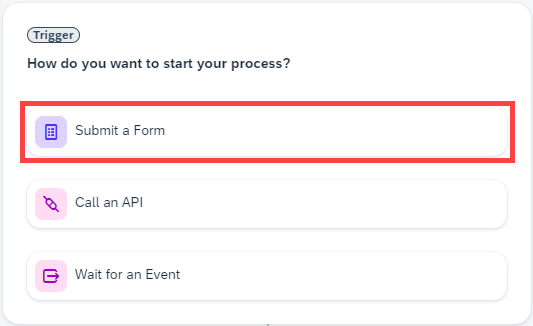 Trigger
How do you want to start your process?
Submit a Form
Call an API
Wait for an Event